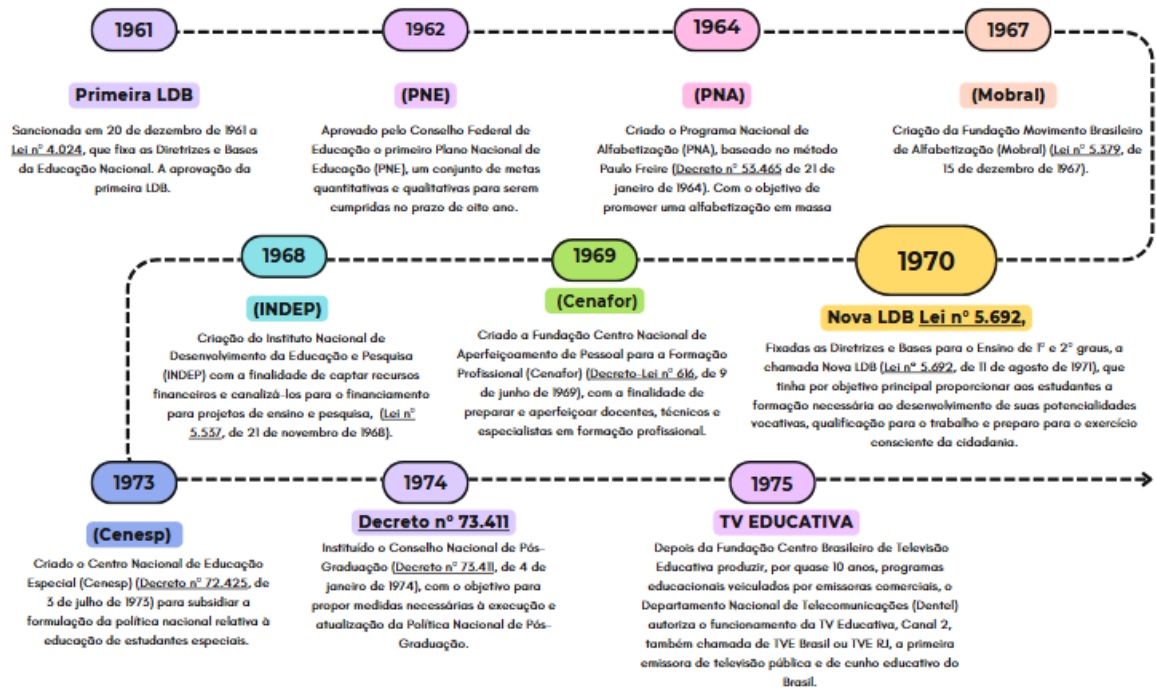 1961
Primeira LDB
Sancionada em 20 de dezembro de 1961 a
Lei nº 4.024, que fixa as Diretrizes e Bases
da Educação Nacional. A aprovação da
primeira LDB.
1962
(PNE)
Aprovado pelo Conselho Federal de
Educação o primeiro Plano Nacional de
Educação (PNE), um conjunto de metas
quantitativas e qualitativas para serem
cumpridas no prazo de oito ano.
1964
(PNA)
Criado o Programa Nacional de
Alfabetização (PNA), baseado no método
Paulo Freire (Decreto nº 53.465 de 21 de
janeiro de 1964). Com o objetivo de
promover uma alfabetização em massa
1967
(Mobral)
Criação da Fundação Movimento Brasileiro
de Alfabetização (Mobral) (Lei nº 5.379, de
15 de dezembro de 1967).
1968
(INDEP)
Criação do Instituto Nacional de
Desenvolvimento da Educação e Pesquisa
(INDEP) com a finalidade de captar recursos
financeiros e canalizá-los para o financiamento
para projetos de ensino e pesquisa, (Lei nº
5.537, de 21 de novembro de 1968).
1969
(Cenafor)
Criado a Fundação Centro Nacional de
Aperfeiçoamento de Pessoal para a Formação
Profissional (Cenafor) (Decreto-Lei nº 616, de 9
de junho de 1969), com a finalidade de
preparar e aperfeiçoar docentes, técnicos e
especialistas em formação profissional.
1970
Nova LDB Lei nº 5.692,
Fixadas as Diretrizes e Bases para o Ensino de 1º e 2º graus, a
chamada Nova LDB (Lei nº 5.692, de 11 de agosto de 1971), que
tinha por objetivo principal proporcionar aos estudantes a
formação necessária ao desenvolvimento de suas potencialidades
vocativas, qualificação para o trabalho e preparo para o exercício
consciente da cidadania.
1973
(Cenesp)
Criado o Centro Nacional de Educação
Especial (Cenesp) (Decreto nº 72.425, de
3 de julho de 1973) para subsidiar a
formulação da política nacional relativa à
educação de estudantes especiais.
1974
Decreto nº 73.411
Instituído o Conselho Nacional de Pós-
Graduação (Decreto nº 73.411, de 4 de
janeiro de 1974), com o objetivo para
propor medidas necessárias à execução e
atualização da Política Nacional de Pós-
Graduação.
1975
TV EDUCATIVA
Depois da Fundação Centro Brasileiro de Televisão
Educativa produzir, por quase 10 anos, programas
educacionais veiculados por emissoras comerciais, o
Departamento Nacional de Telecomunicações (Dentel)
autoriza o funcionamento da TV Educativa, Canal 2,
também chamada de TVE Brasil ou TVE RJ, a primeira
emissora de televisão pública e de cunho educativo do
Brasil.